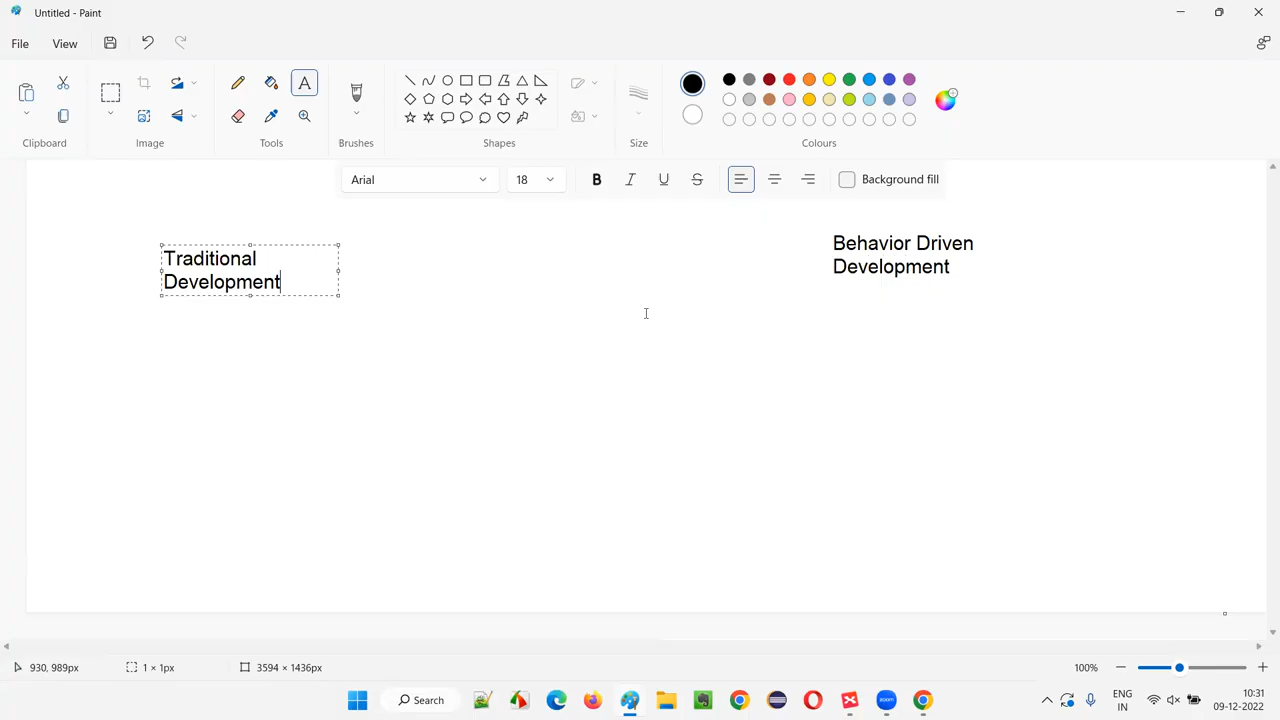 Untitled - Paint
File View
Arial 18 B I U S Background fill
Clipboard Image Tools Brushes Shapes Size Colours
Traditional
Development
Behavior Driven
Development
930, 989px 1 × 1px 3594 × 1436px 100%
Search zoom ENG
IN
10:31
09-12-2022